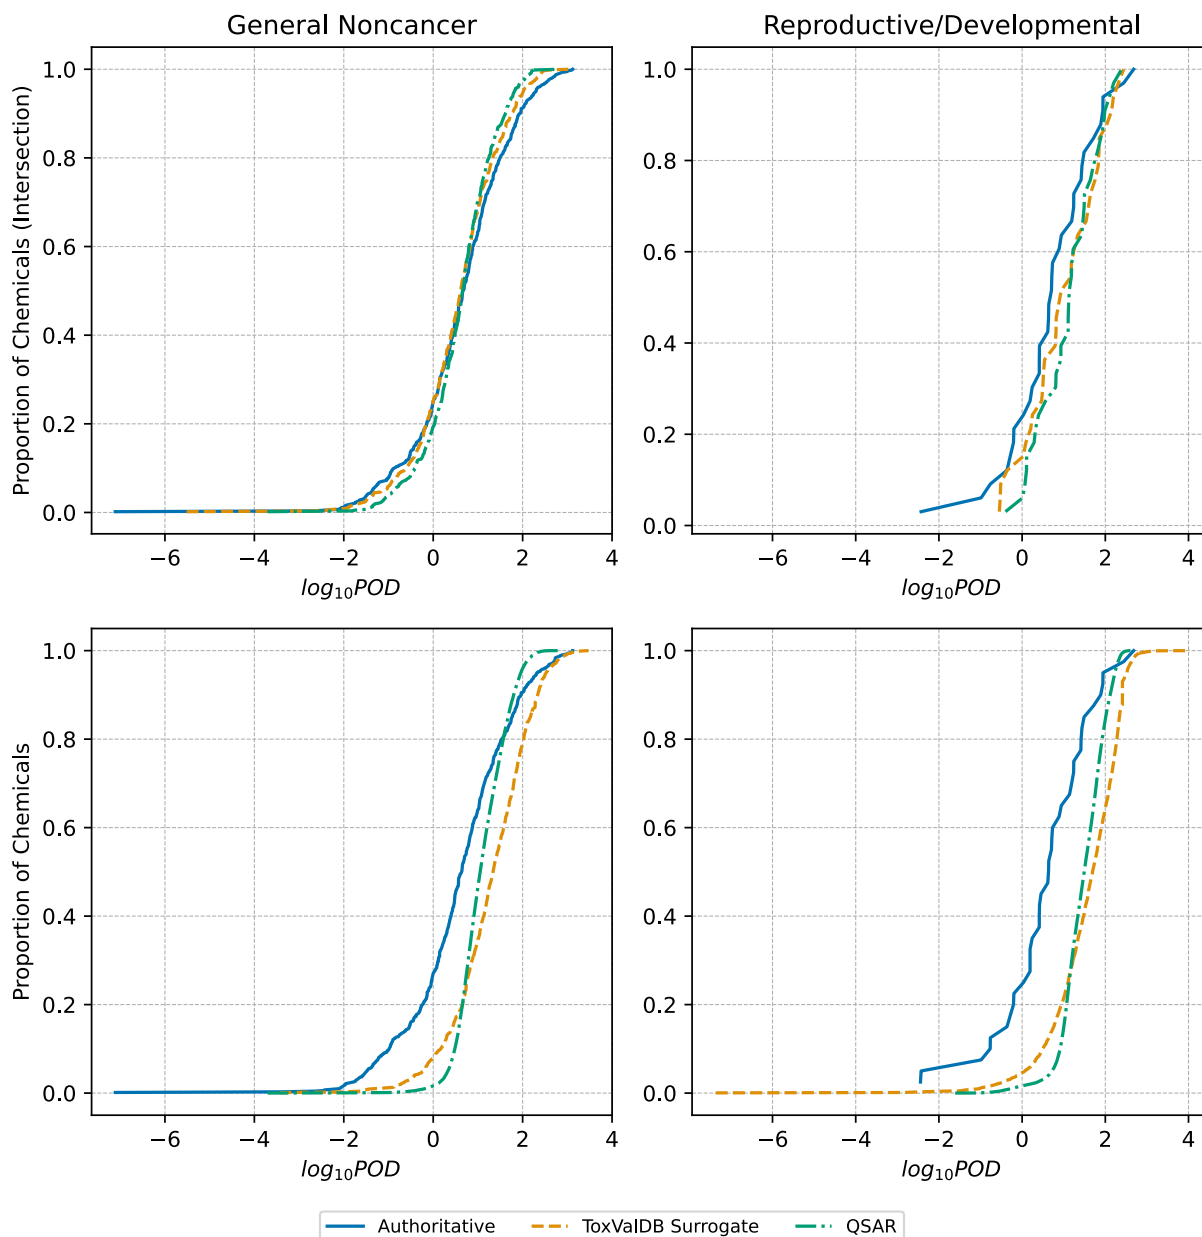 General Noncancer
Reproductive/Developmental
Proportion of Chemicals (Intersection)
1.0
0.8
0.6
0.4
0.2
0.0
−6 −4 −2 0 2 4
log10POD
1.0
0.8
0.6
0.4
0.2
0.0
−6 −4 −2 0 2 4
log10POD
Proportion of Chemicals
1.0
0.8
0.6
0.4
0.2
0.0
−6 −4 −2 0 2 4
log10POD
1.0
0.8
0.6
0.4
0.2
0.0
−6 −4 −2 0 2 4
log10POD
Authoritative ToxValDB Surrogate QSAR